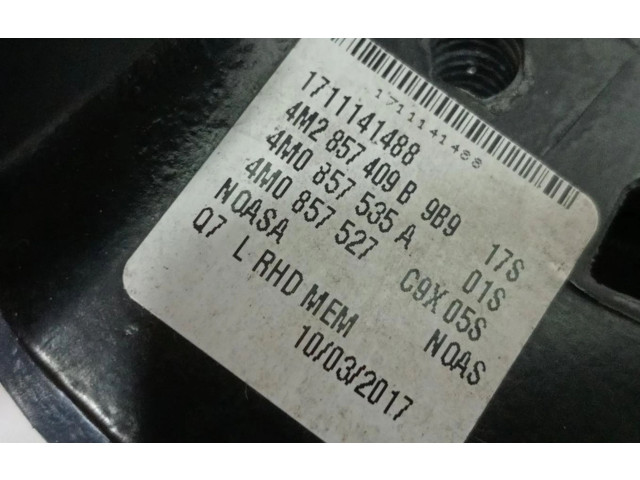 1711141488
1711141488
4M2 857 409 B 9B9 17S
4M0 857 535 A 01S
4M0 857 527 C9X 05S
NOASA NOAS
Q7 L RHD MEM
10/03/2017